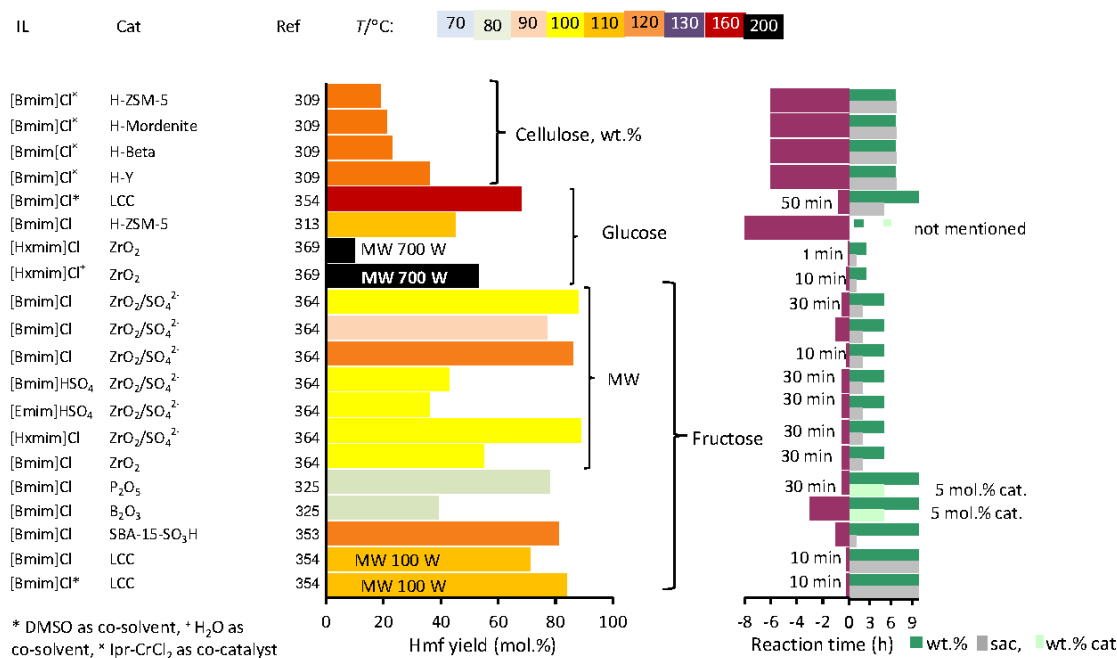 IL Cat Ref T/°C: 70 80 90 100 110 120 130 160 200
[Bmim]Cl˟ H-ZSM-5 309
[Bmim]Cl˟ H-Mordenite 309
[Bmim[Cl˟ H-Beta 309
[Bmim]Cl˟ H-Y 309
Cellulose, wt.%
[Bmim]Cl* LCC 354 50 min
[Bmim]Cl H-ZSM-5 313 Glucose not mentioned
[Hxmim]Cl ZrO₂ 369 MW 700 W 1 min
[Hxmim]Cl⁺ ZrO₂ 369 MW 700 W 10 min
[Bmim]Cl ZrO₂/SO₄²⁻ 364 30 min
[Bmim]Cl ZrO₂/SO₄²⁻ 364
[Bmim]Cl ZrO₂/SO₄²⁻ 364 10 min
[Bmim]HSO₄ ZrO₂/SO₄²⁻ 364 MW 30 min
[Emim]HSO₄ ZrO₂/SO₄²⁻ 364 30 min
[Hxmim]Cl ZrO₂/SO₄²⁻ 364 Fructose 30 min
[Bmim]Cl ZrO₂ 364 30 min
[Bmim]Cl P₂O₅ 325 30 min 5 mol.% cat.
[Bmim]Cl B₂O₃ 325 5 mol.% cat.
[Bmim]Cl SBA-15-SO₃H 353
[Bmim]Cl LCC 354 MW 100 W 10 min
[Bmim]Cl* LCC 354 MW 100 W 10 min
0 20 40 60 80 100 -8 -6 -4 -2 0 3 6 9
* DMSO as co-solvent, ⁺ H₂O as
co-solvent, ˟ Ipr-CrCl₂ as co-catalyst
Hmf yield (mol.%)
Reaction time (h) wt.% sac, wt.% cat